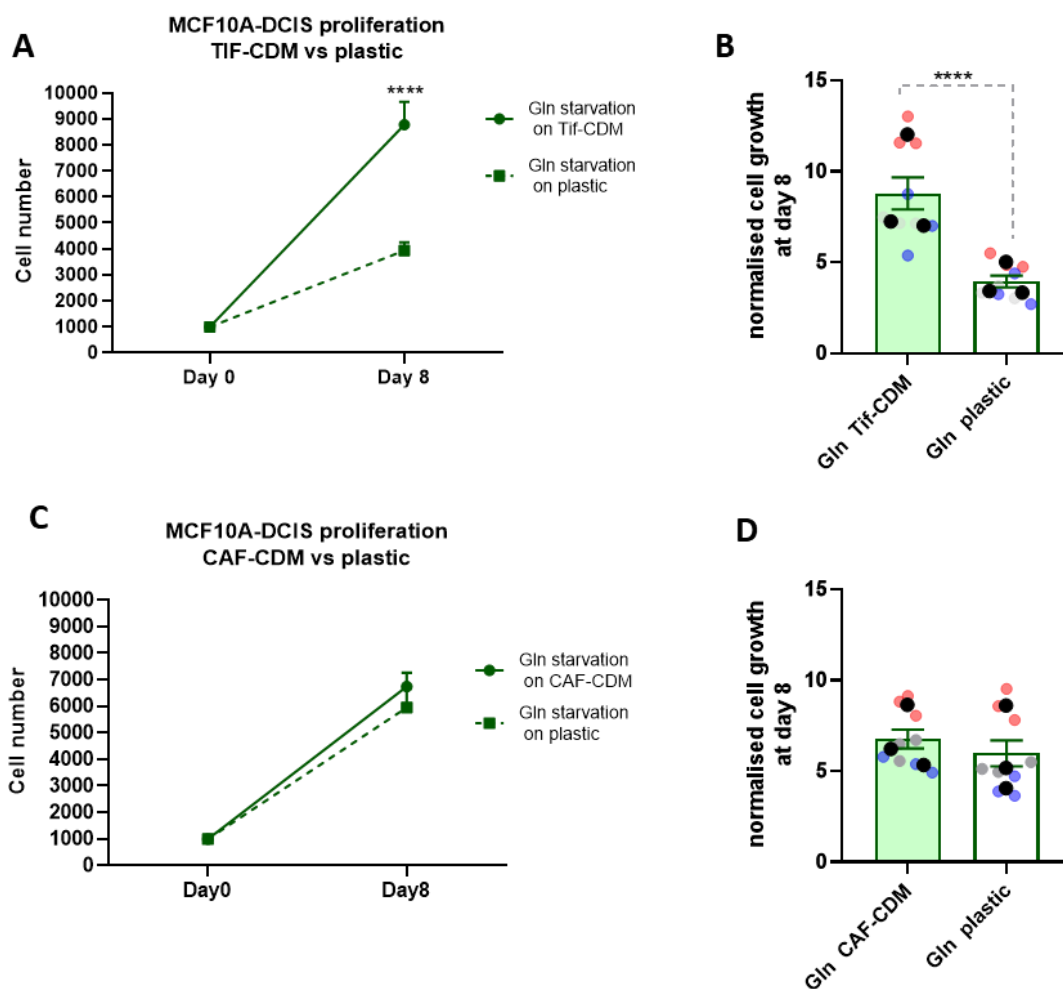 A
MCF10A-DCIS proliferation
TIF-CDM vs plastic
10000
9000
8000
7000
6000
5000
4000
3000
2000
1000
0
Cell number
****
Day 0
Day 8
Gln starvation
on Tif-CDM
Gln starvation
on plastic
B
15
10
5
0
normalised cell growth
at day 8
****
Gln Tif-CDM
Gln plastic
C
MCF10A-DCIS proliferation
CAF-CDM vs plastic
10000
9000
8000
7000
6000
5000
4000
3000
2000
1000
0
Cell number
Day0
Day8
Gln starvation
on CAF-CDM
Gln starvation
on plastic
D
15
10
5
0
normalised cell growth
at day 8
Gln CAF-CDM
Gln plastic